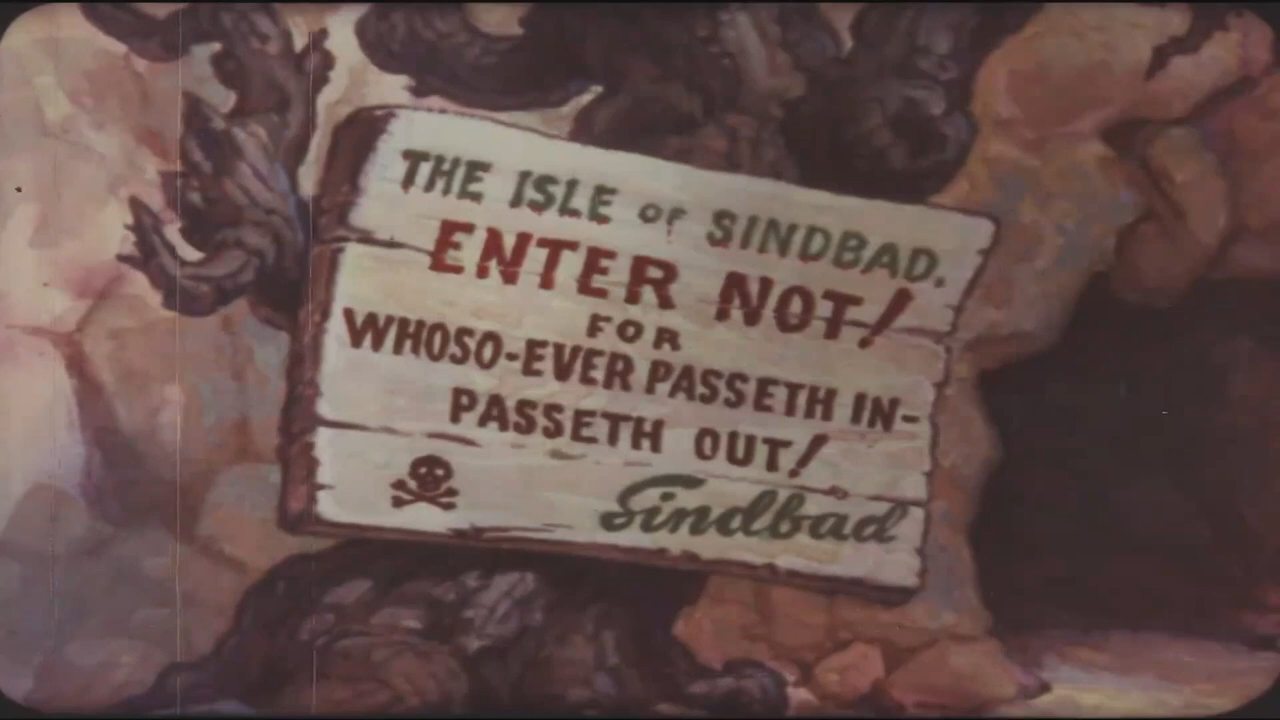 THE ISLE OF SINDBAD.
ENTER NOT!
FOR
WHOSO-EVER PASSETH IN-
PASSETH OUT!
Sindbad